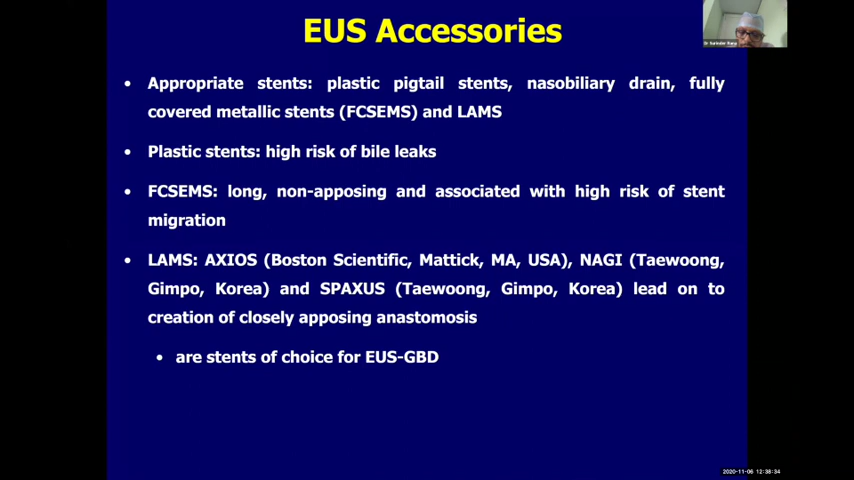 EUS Accessories
• Appropriate stents: plastic pigtail stents, nasobiliary drain, fully
covered metallic stents (FCSEMS) and LAMS
• Plastic stents: high risk of bile leaks
• FCSEMS: long, non-apposing and associated with high risk of stent
migration
• LAMS: AXIOS (Boston Scientific, Mattick, MA, USA), NAGI (Taewoong,
Gimpo, Korea) and SPAXUS (Taewoong, Gimpo, Korea) lead on to
creation of closely apposing anastomosis
• are stents of choice for EUS-GBD
2020-11-06 12:38:34